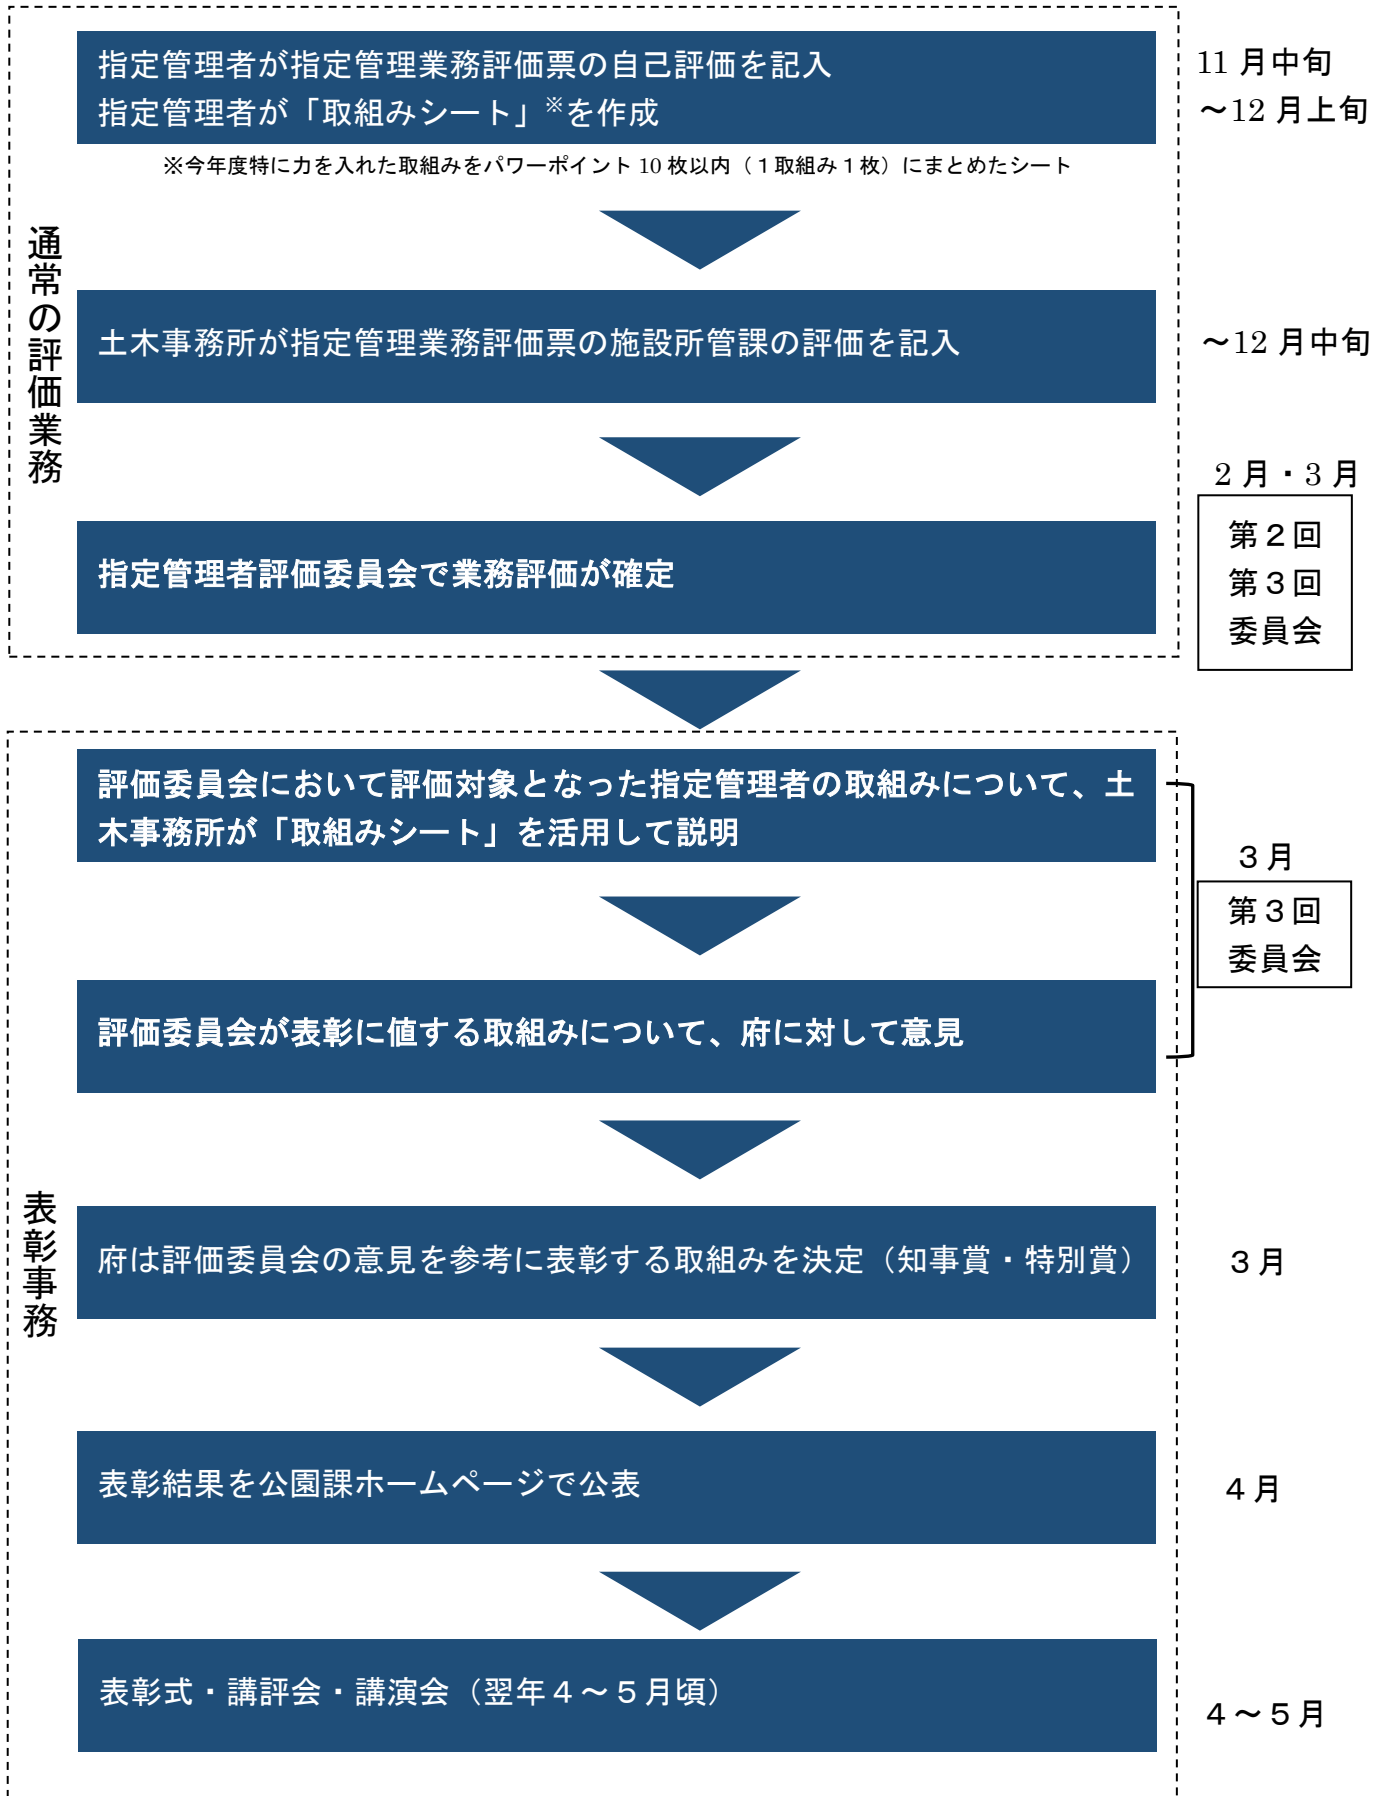 指定管理者が指定管理業務評価票の自己評価を記入
指定管理者が「取組みシート」※を作成
11 月中旬
～12 月上旬
※今年度特に力を入れた取組みをパワーポイント 10 枚以内（１取組み１枚）にまとめたシート
通常の評価業務
土木事務所が指定管理業務評価票の施設所管課の評価を記入
～12 月中旬
指定管理者評価委員会で業務評価が確定
2 月・3 月
第２回
第３回
委員会
評価委員会において評価対象となった指定管理者の取組みについて、土
木事務所が「取組みシート」を活用して説明
３月
第３回
委員会
評価委員会が表彰に値する取組みについて、府に対して意見
表彰事務
府は評価委員会の意見を参考に表彰する取組みを決定（知事賞・特別賞）
３月
表彰結果を公園課ホームページで公表
４月
表彰式・講評会・講演会（翌年４～５月頃）
４～５月